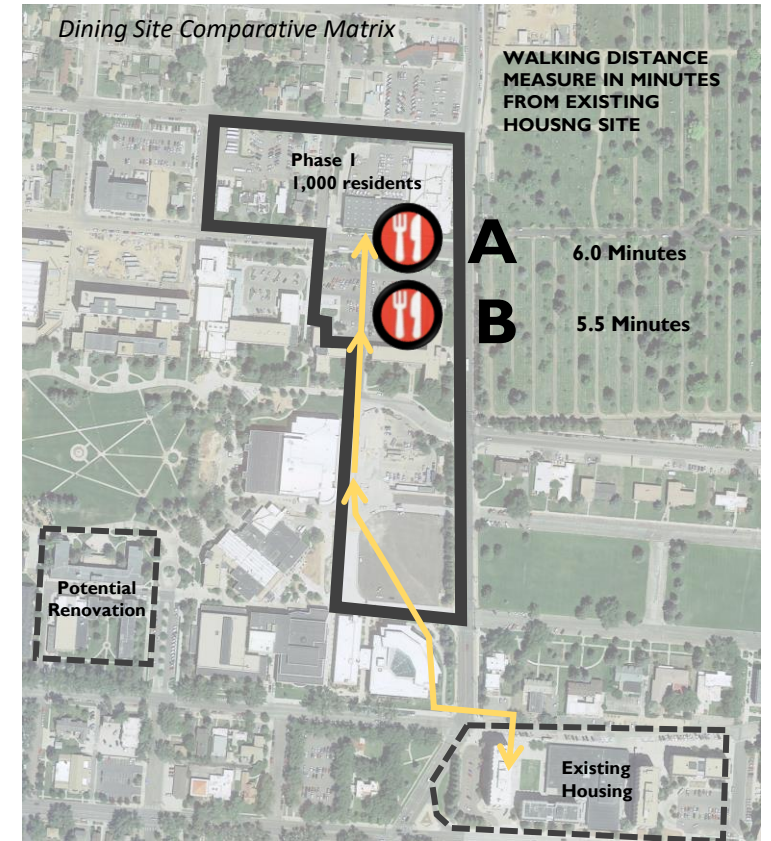 Dining Site Comparative Matrix
WALKING DISTANCE
MEASURE IN MINUTES
FROM EXISTING
HOUSNG SITE
Phase I
1,000 residents
A
6.0 Minutes
B
5.5 Minutes
Potential
Renovation
Existing
Housing